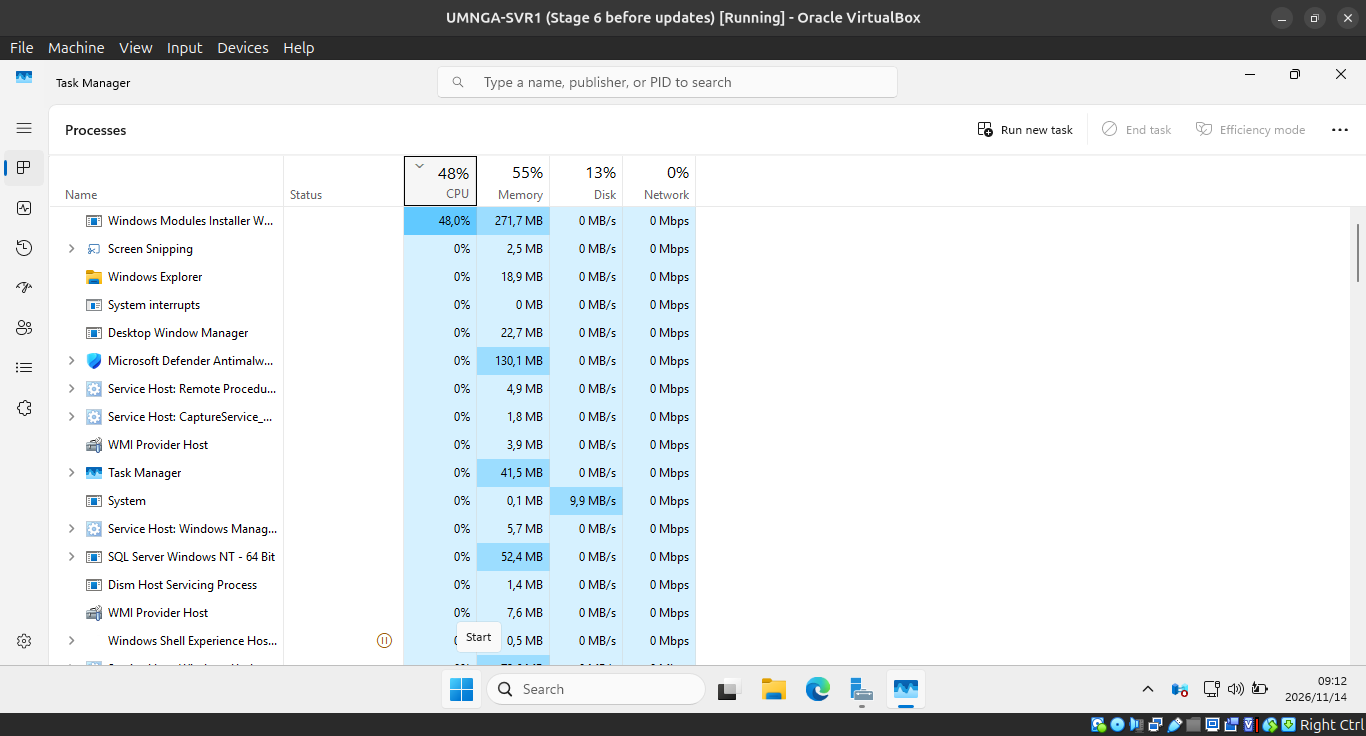 UMNGA-SVR1 (Stage 6 before updates) [Running] - Oracle VirtualBox
File Machine View Input Devices Help
Task Manager
Type a name, publisher, or PID to search
Processes
Run new task
End task
Efficiency mode
48% 55% 13% 0%
Name Status CPU Memory Disk Network
Windows Modules Installer W... 48,0% 271,7 MB 0 MB/s 0 Mbps
Screen Snipping 0% 2,5 MB 0 MB/s 0 Mbps
Windows Explorer 0% 18,9 MB 0 MB/s 0 Mbps
System interrupts 0% 0 MB 0 MB/s 0 Mbps
Desktop Window Manager 0% 22,7 MB 0 MB/s 0 Mbps
Microsoft Defender Antimalw... 0% 130,1 MB 0 MB/s 0 Mbps
Service Host: Remote Procedu... 0% 4,9 MB 0 MB/s 0 Mbps
Service Host: CaptureService_... 0% 1,8 MB 0 MB/s 0 Mbps
WMI Provider Host 0% 3,9 MB 0 MB/s 0 Mbps
Task Manager 0% 41,5 MB 0 MB/s 0 Mbps
System 0% 0,1 MB 9,9 MB/s 0 Mbps
Service Host: Windows Manag... 0% 5,7 MB 0 MB/s 0 Mbps
SQL Server Windows NT - 64 Bit 0% 52,4 MB 0 MB/s 0 Mbps
Dism Host Servicing Process 0% 1,4 MB 0 MB/s 0 Mbps
WMI Provider Host 0% 7,6 MB 0 MB/s 0 Mbps
Windows Shell Experience Hos... 0,5 MB 0 MB/s 0 Mbps
Start
Search
09:12
2026/11/14
Right Ctrl